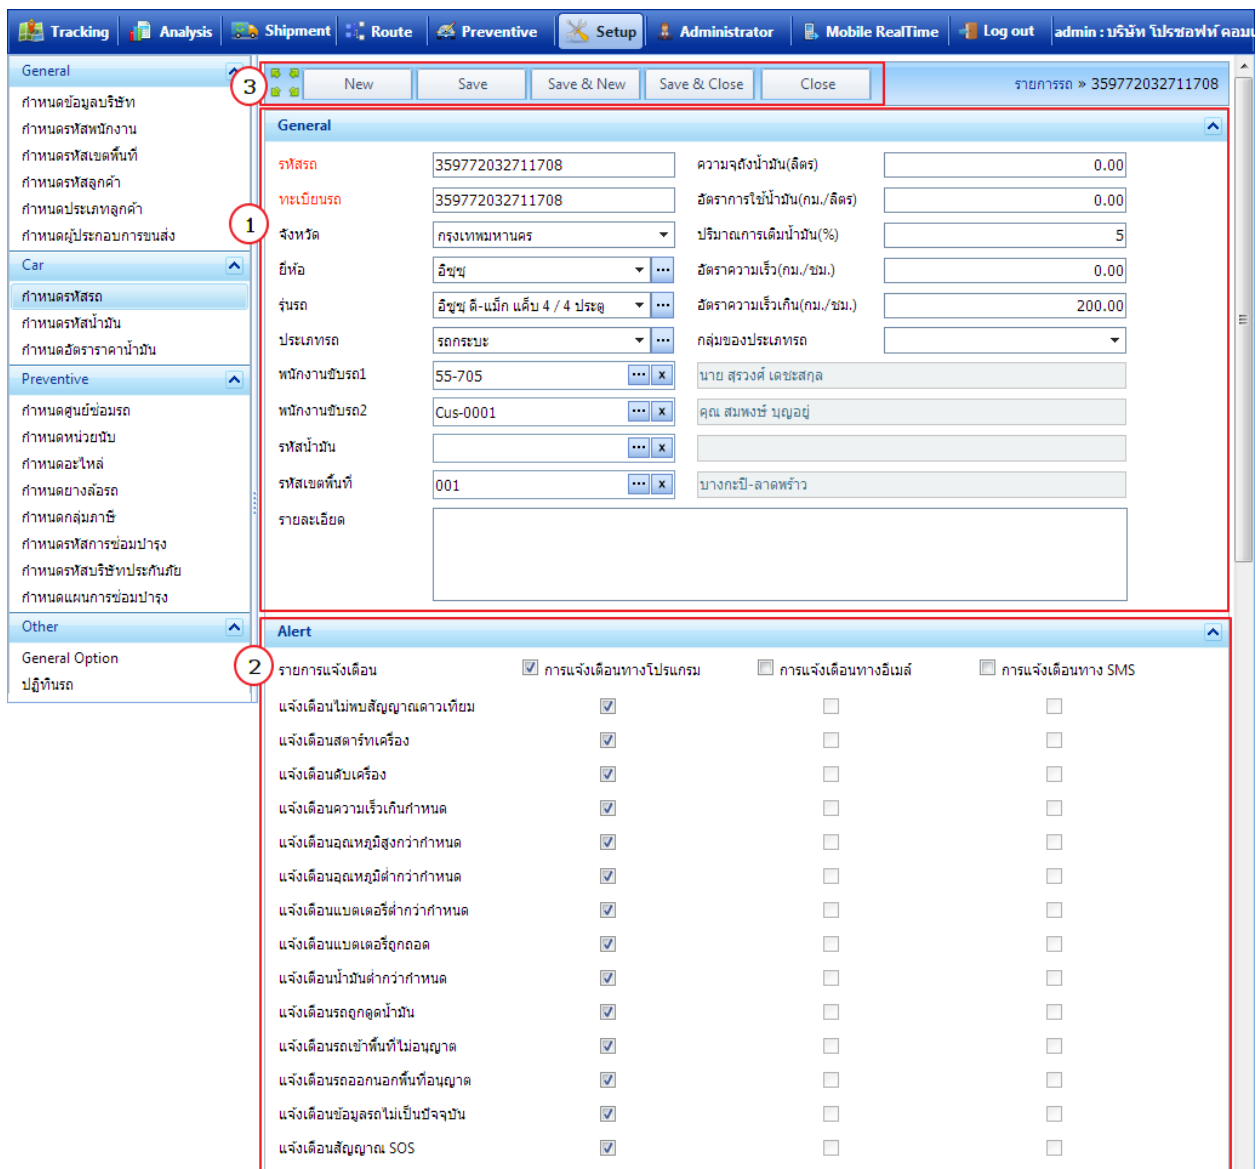 Tracking Analysis Shipment Route Preventive Setup Administrator Mobile RealTime Log out admin : บริษัท โปรซอฟท์ คอมเ
General
กำหนดข้อมูลบริษัท
กำหนดรหัสพนักงาน
กำหนดรหัสเขตพื้นที่
กำหนดรหัสลูกค้า
กำหนดประเภทลูกค้า
กำหนดผู้ประกอบการขนส่ง
Car
กำหนดรหัสรถ
กำหนดรหัสน้ำมัน
กำหนดอัตราราคาน้ำมัน
Preventive
กำหนดศูนย์ซ่อมรถ
กำหนดหน่วยนับ
กำหนดอะไหล่
กำหนดยางล้อรถ
กำหนดกลุ่มภาษี
กำหนดรหัสการซ่อมบำรุง
กำหนดรหัสบริษัทประกันภัย
กำหนดแผนการซ่อมบำรุง
Other
General Option
ปฏิทินรถ
3 New Save Save & New Save & Close Close รายการรถ » 359772032711708
General
รหัสรถ 359772032711708 ความจุถังน้ำมัน(ลิตร) 0.00
1 ทะเบียนรถ 359772032711708 อัตราการใช้น้ำมัน(กม./ลิตร) 0.00
จังหวัด กรุงเทพมหานคร ปริมาณการเติมน้ำมัน(%) 5
ยี่ห้อ อีซูซุ ... อัตราความเร็ว(กม./ชม.) 0.00
รุ่นรถ อีซูซุ ดี-แม็ก แค็บ 4 / 4 ประตู ... อัตราความเร็วเกิน(กม./ชม.) 200.00
ประเภทรถ รถกระบะ ... กลุ่มของประเภทรถ
พนักงานขับรถ1 55-705 ... x นาย สุรวงศ์ เดชะสกุล
พนักงานขับรถ2 Cus-0001 ... x คุณ สมพงษ์ บุญอยู่
รหัสน้ำมัน ... x
รหัสเขตพื้นที่ 001 ... x บางกะปิ-ลาดพร้าว
รายละเอียด
Alert
2 รายการแจ้งเตือน การแจ้งเตือนทางโปรแกรม การแจ้งเตือนทางอีเมล์ การแจ้งเตือนทาง SMS
แจ้งเตือนไม่พบสัญญาณดาวเทียม
แจ้งเตือนสตาร์ทเครื่อง
แจ้งเตือนดับเครื่อง
แจ้งเตือนความเร็วเกินกำหนด
แจ้งเตือนอุณหภูมิสูงกว่ากำหนด
แจ้งเตือนอุณหภูมิต่ำกว่ากำหนด
แจ้งเตือนแบตเตอรี่ต่ำกว่ากำหนด
แจ้งเตือนแบตเตอรี่ถูกถอด
แจ้งเตือนน้ำมันต่ำกว่ากำหนด
แจ้งเตือนรถถูกดูดน้ำมัน
แจ้งเตือนรถเข้าพื้นที่ไม่อนุญาต
แจ้งเตือนรถออกนอกพื้นที่อนุญาต
แจ้งเตือนข้อมูลรถไม่เป็นปัจจุบัน
แจ้งเตือนสัญญาณ SOS